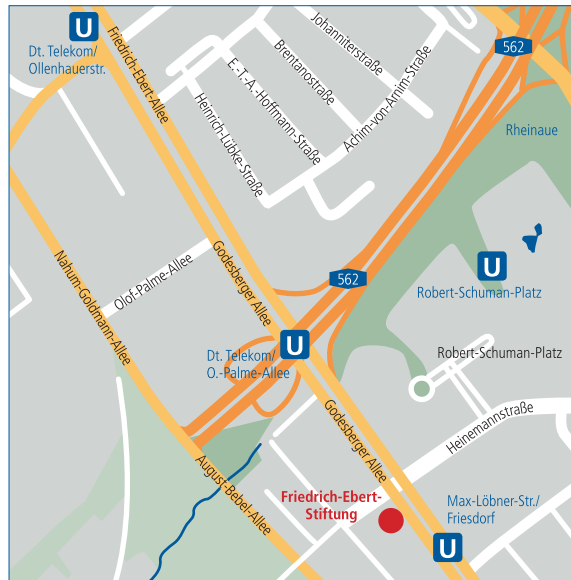 U
Dt. Telekom/
Ollenhauerstr.
Friedrich-Ebert-Allee
Johanniterstraße
Brentanostraße
E.-T.-A.-Hoffmann-Straße
Heinrich-Lübke-Straße
Achim-von-Arnim-Straße
562
Rheinaue
Nahum-Goldmann-Allee
Olof-Palme-Allee
Godesberger Allee
562
U
Robert-Schuman-Platz
U
Dt. Telekom/
O.-Palme-Allee
Robert-Schuman-Platz
Godesberger Allee
Heinemannstraße
August-Bebel-Allee
Friedrich-Ebert-
Stiftung
Max-Löbner-Str./
Friesdorf
U